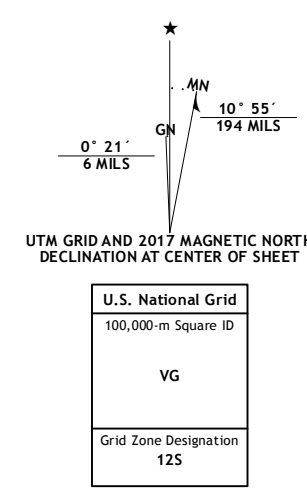 ★
MN
10° 55´
194 MILS
GN
0° 21´
6 MILS
UTM GRID AND 2017 MAGNETIC NORTH
DECLINATION AT CENTER OF SHEET
U.S. National Grid
100,000-m Square ID
VG
Grid Zone Designation
12S